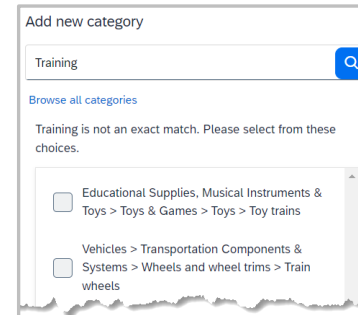 Add new category
Training
Browse all categories
Training is not an exact match. Please select from these
choices.
Educational Supplies, Musical Instruments &
Toys > Toys & Games > Toys > Toy trains
Vehicles > Transportation Components &
Systems > Wheels and wheel trims > Train
wheels